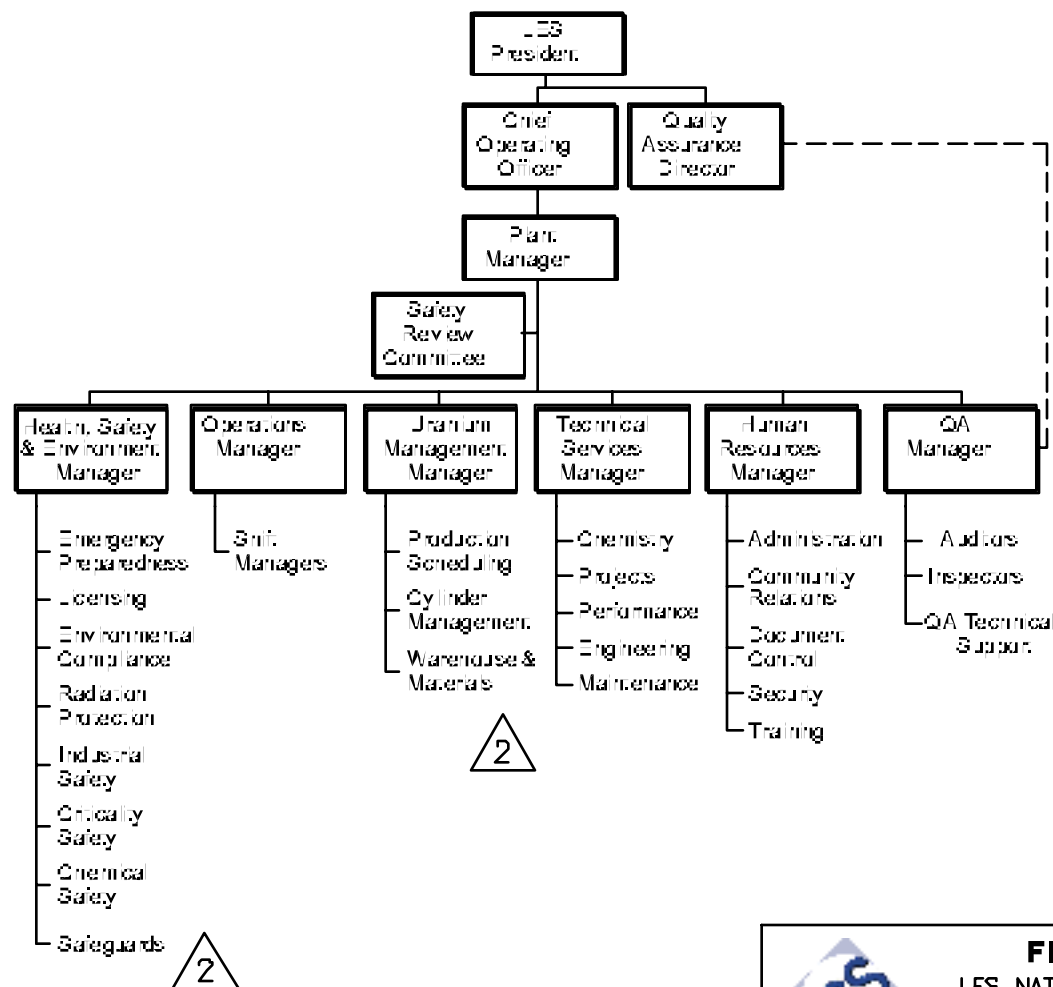 LES
President
Chief
Operating
Officer
Quality
Assurance
Director
Plant
Manager
Safety
Review
Committee
Health, Safety
& Environment
Manager
Operations
Manager
Uranium
Management
Manager
Technical
Services
Manager
Human
Resources
Manager
QA
Manager
Emergency
Preparedness
Licensing
Environmental
Compliance
Radiation
Protection
Industrial
Safety
Criticality
Safety
Chemical
Safety
Safeguards
2
Shift
Managers
Production
Scheduling
Cylinder
Management
Warehouse &
Materials
2
Chemistry
Projects
Performance
Engineering
Maintenance
Administration
Community
Relations
Document
Control
Security
Training
Auditors
Inspectors
QA Technical
Support